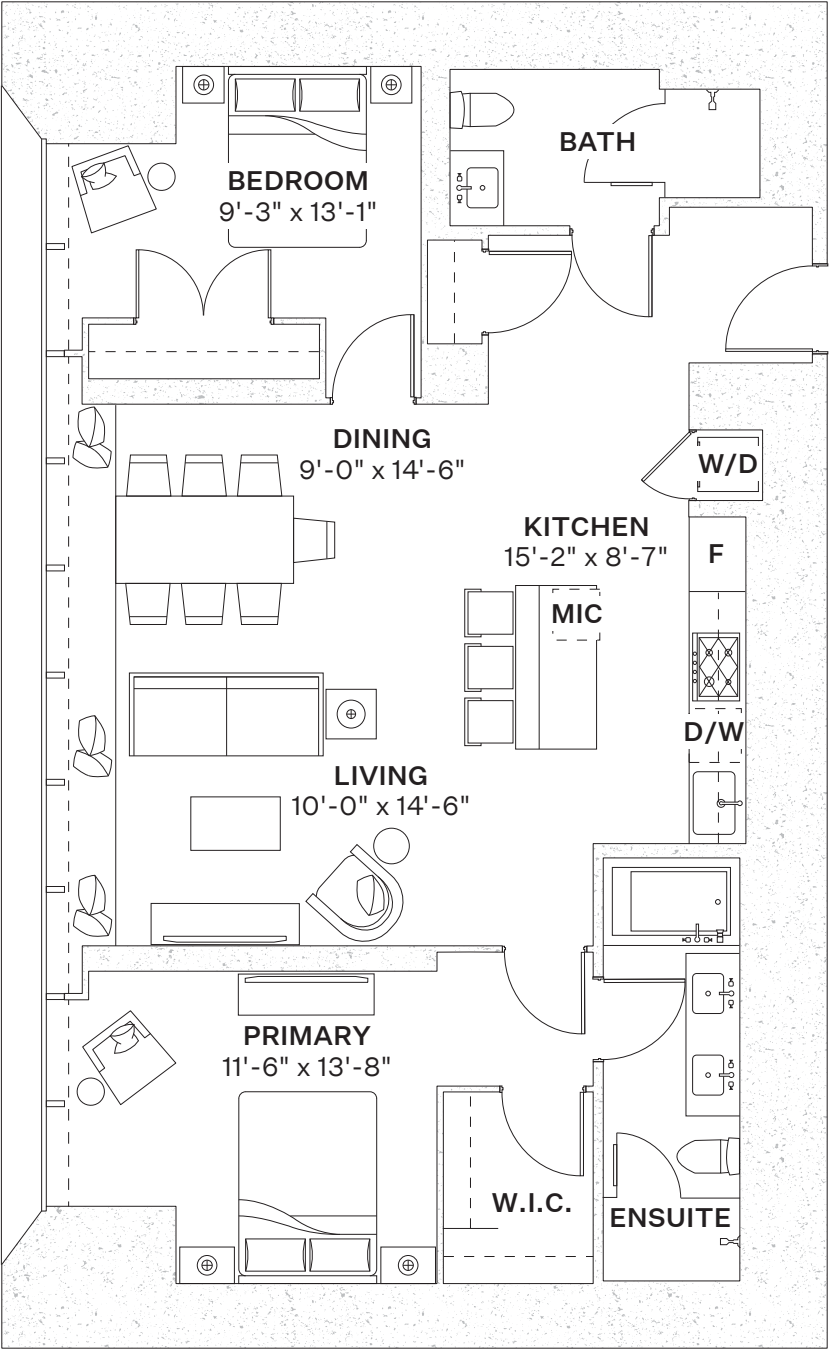 BATH
BEDROOM
9'-3" x 13'-1"
DINING
9'-0" x 14'-6"
W/D
KITCHEN
15'-2" x 8'-7"
F
MIC
D/W
LIVING
10'-0" x 14'-6"
PRIMARY
11'-6" x 13'-8"
W.I.C.
ENSUITE